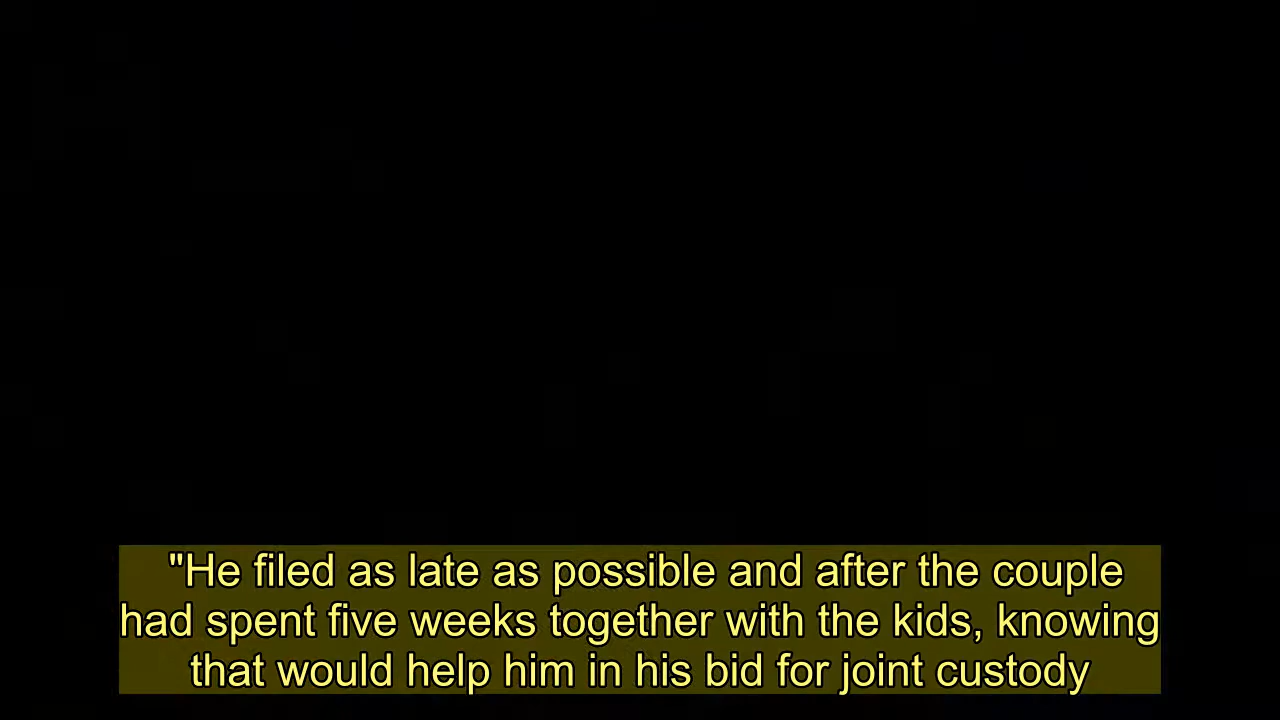 "He filed as late as possible and after the couple
had spent five weeks together with the kids, knowing
that would help him in his bid for joint custody